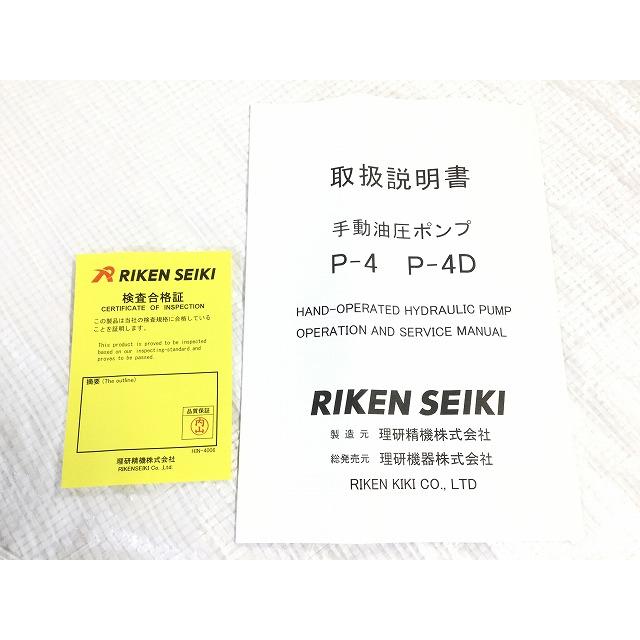 RIKEN SEIKI
検査合格証
CERTIFICATE OF INSPECTION
この製品は当社の検査規格に合格している
ことを証明します。
This product is proved to be inspected
based on our inspecting-standard and
proves to be passed.
摘要 (The outline)
品質保証
内山
HIN-4006
理研精機株式会社
RIKENSEIKI Co.,Ltd.
取扱説明書
手動油圧ポンプ
P-4 P-4D
HAND-OPERATED HYDRAULIC PUMP
OPERATION AND SERVICE MANUAL
RIKEN SEIKI
製造元 理研精機株式会社
総発売元 理研機器株式会社
RIKEN KIKI CO., LTD